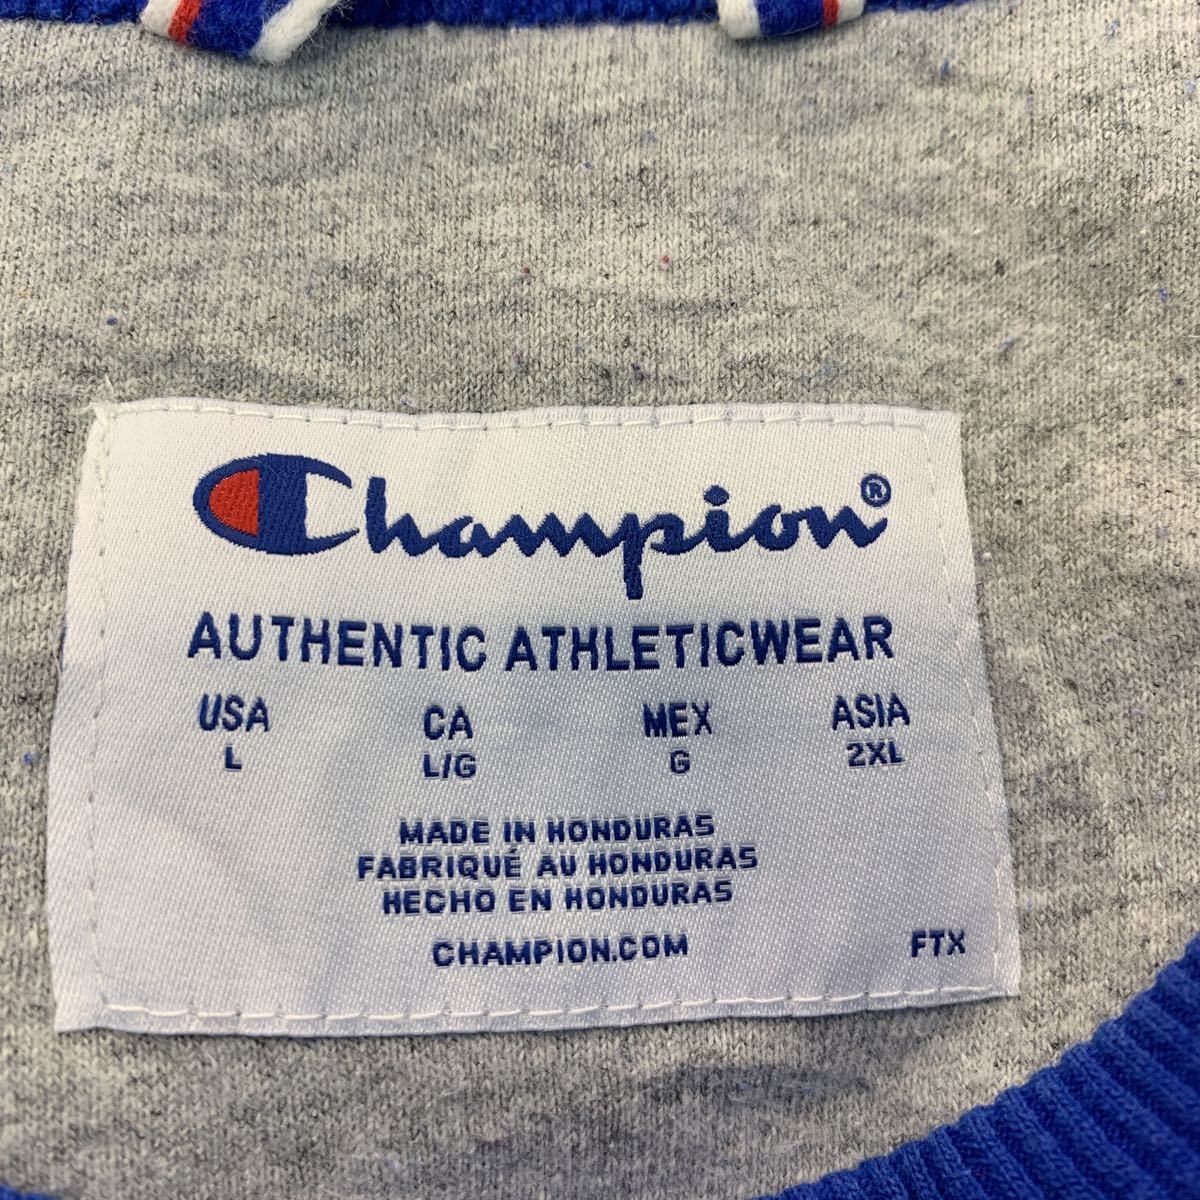 Champion®
AUTHENTIC ATHLETICWEAR
USA CA MEX ASIA
L L/G G 2XL
MADE IN HONDURAS
FABRIQUÉ AU HONDURAS
HECHO EN HONDURAS
CHAMPION.COM FTX